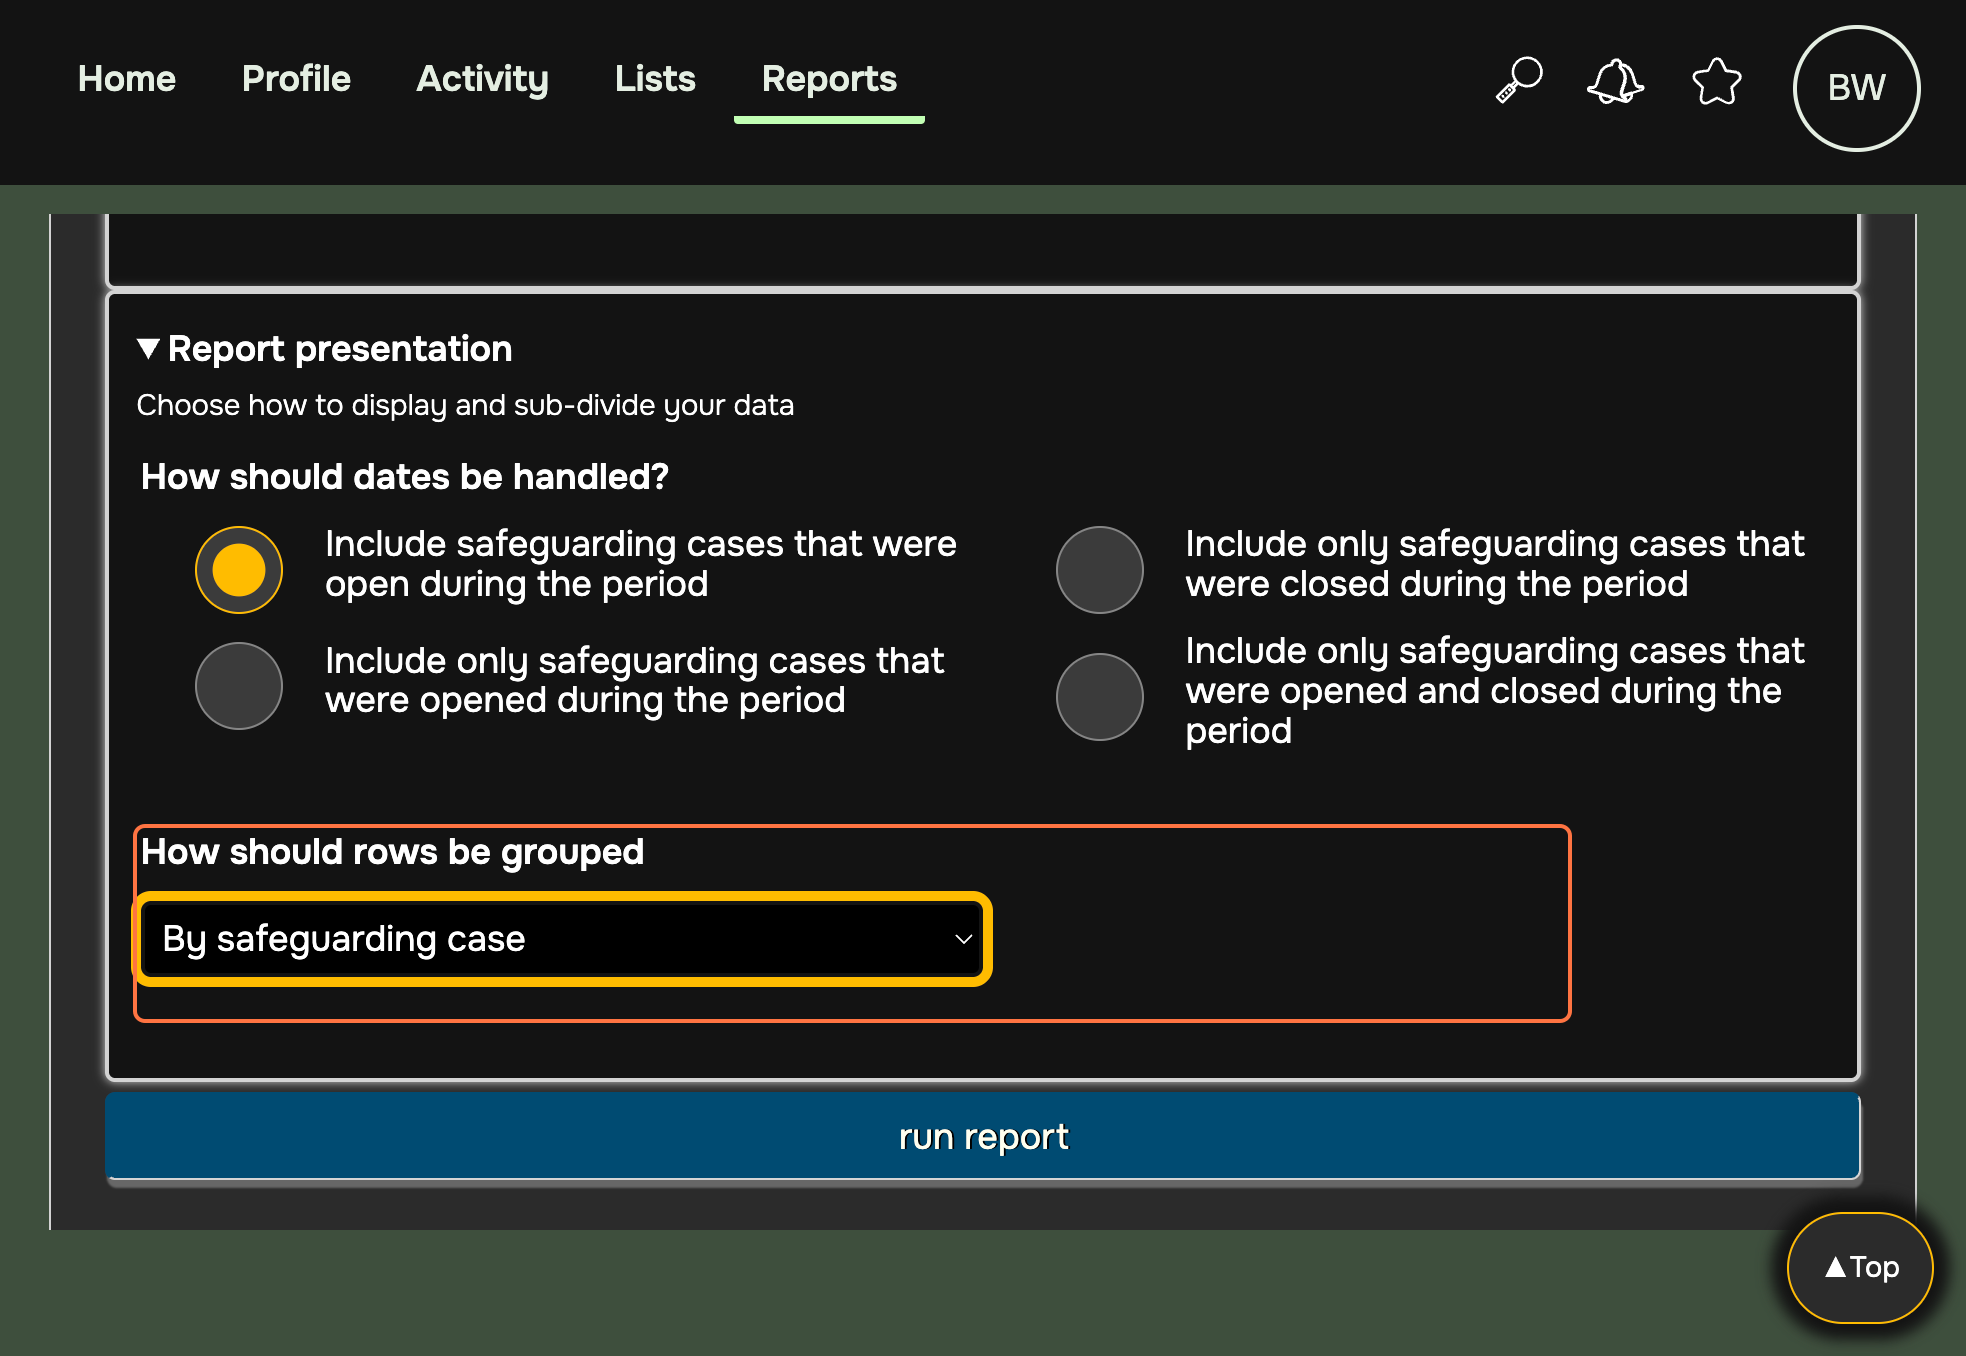 Home Profile Activity Lists Reports BW
▼ Report presentation
Choose how to display and sub-divide your data
How should dates be handled?
Include safeguarding cases that were
open during the period
Include only safeguarding cases that
were closed during the period
Include only safeguarding cases that
were opened during the period
Include only safeguarding cases that
were opened and closed during the
period
How should rows be grouped
By safeguarding case
run report
▲Top